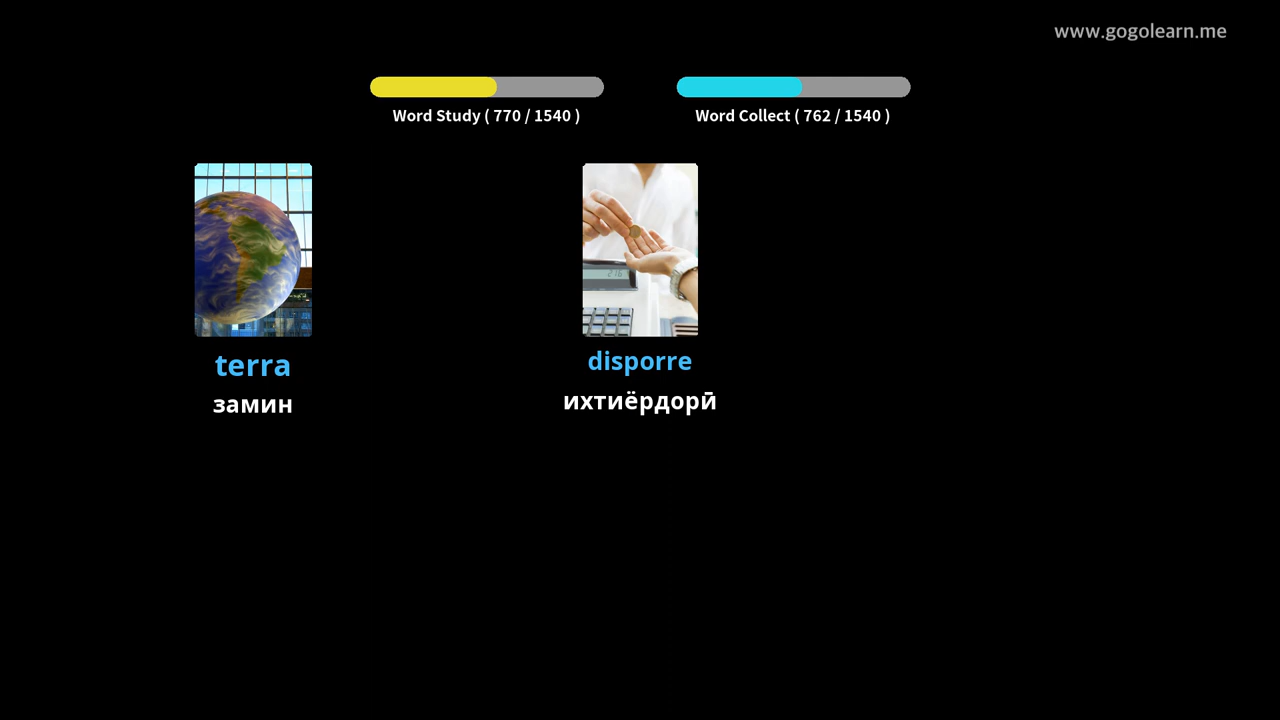 www.gogolearn.me
Word Study ( 770 / 1540 )
Word Collect ( 762 / 1540 )
terra
замин
disporre
ихтиёрдорӣ